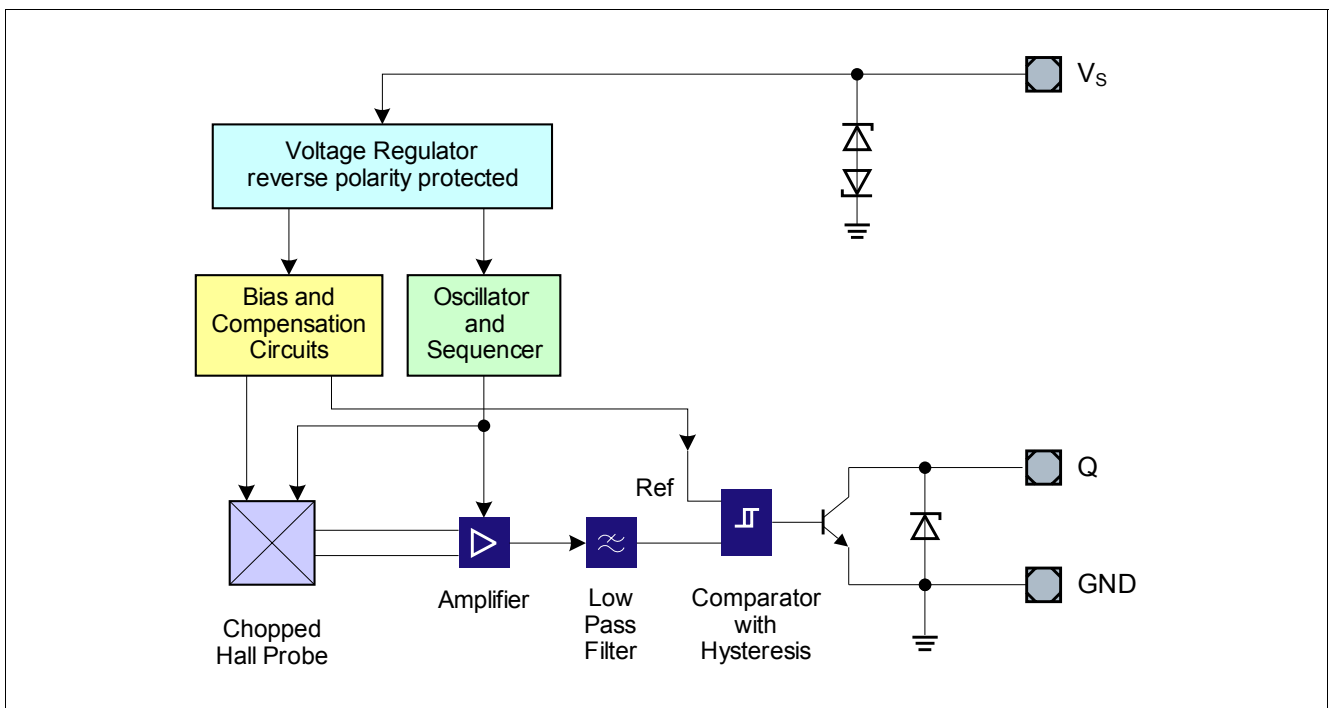 V_S
Voltage Regulator
reverse polarity protected
Bias and
Compensation
Circuits
Oscillator
and
Sequencer
Ref
Q
GND
Amplifier
Low
Pass
Filter
Comparator
with
Hysteresis
Chopped
Hall Probe